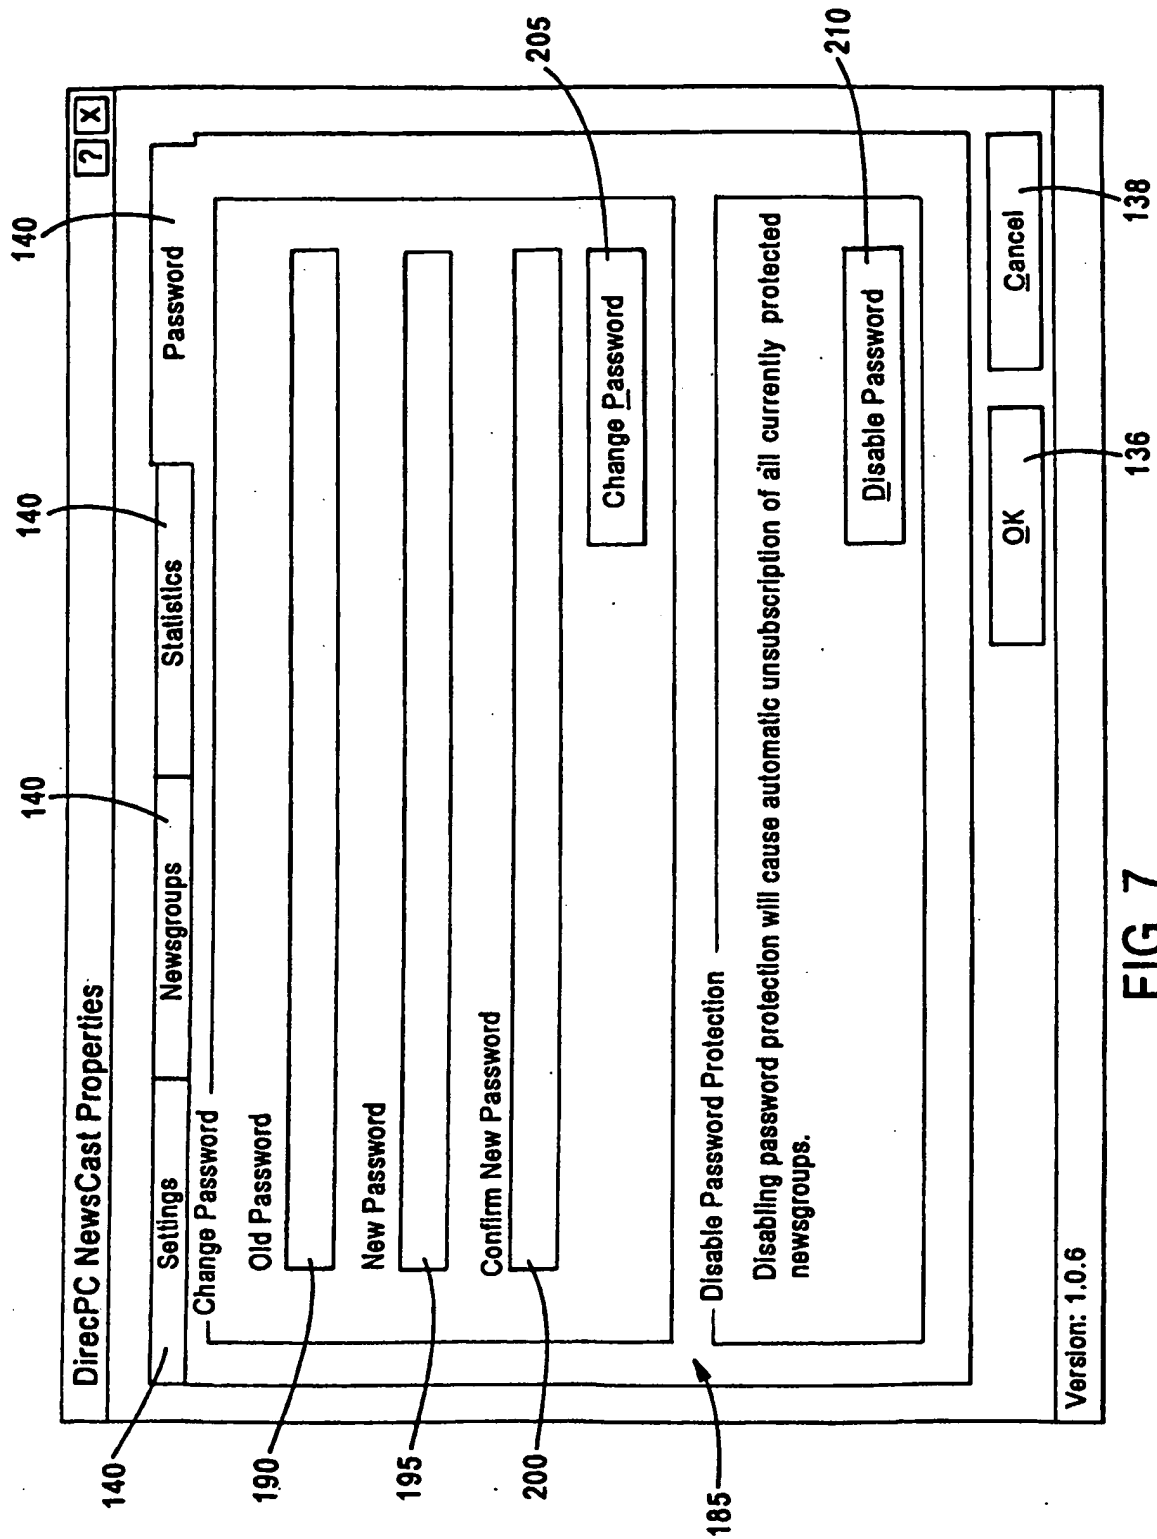 140
140
140
DirecPC NewsCast Properties
? X
140
Settings
Newsgroups
Statistics
Password
Change Password
Old Password
190
New Password
195
Confirm New Password
200
Change Password
205
185
Disable Password Protection
Disabling password protection will cause automatic unsubscription of all currently protected
newsgroups.
Disable Password
210
OK
Cancel
136
138
Version: 1.0.6
FIG. 7